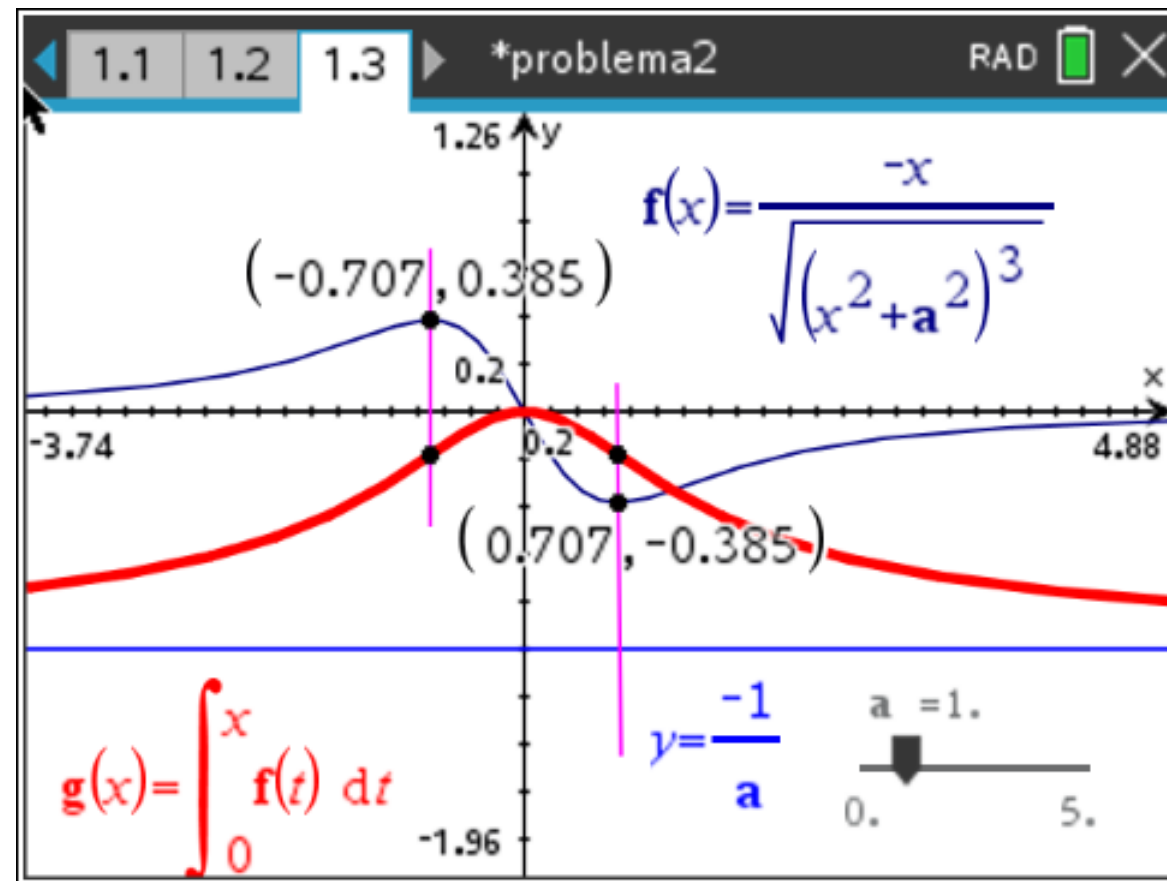 1.1 1.2 1.3 *problema2 RAD
1.26 y
f(x)=-x/√((x²+a²)³)
(-0.707,0.385)
0.2
x
-3.74
0.2
4.88
(0.707,-0.385)
g(x)=∫₀ˣ f(t) dt
y=-1/a
a =1.
0. 5.
-1.96